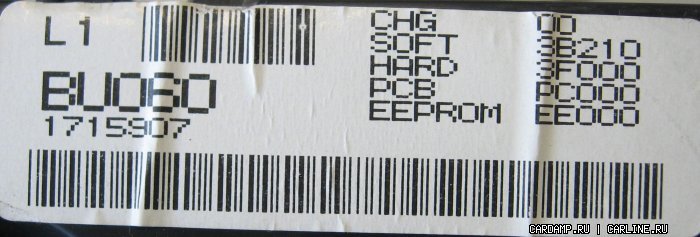 L1
BU060
1715907
CHG 00
SOFT 3B210
HARD 3F000
PCB PC000
EEPROM EE000
CARDAMP.RU | CARLINE.RU